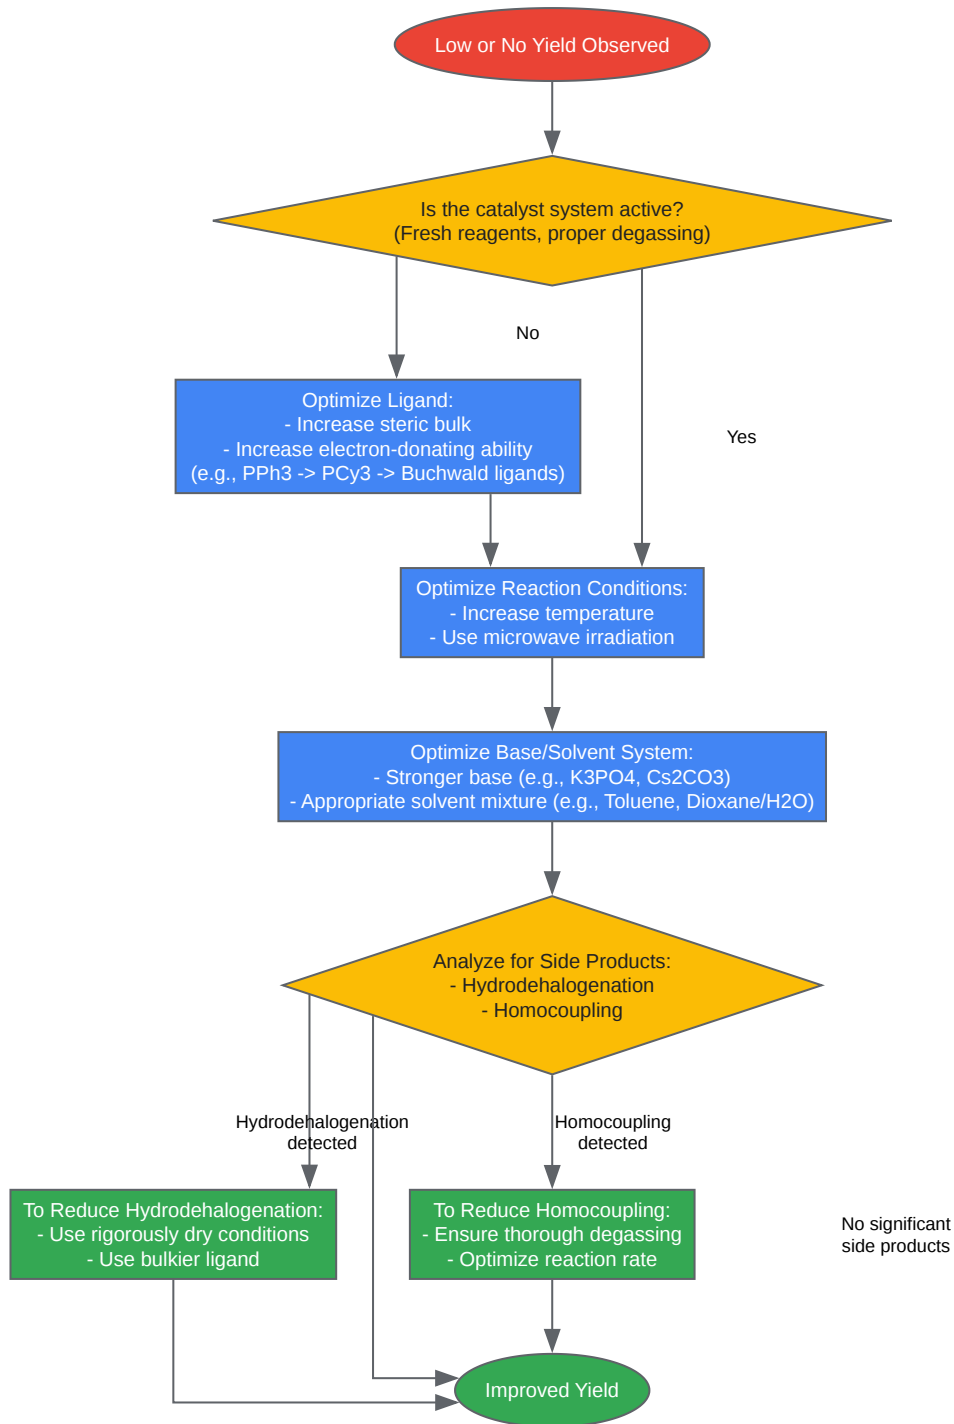 Low or No Yield Observed
Is the catalyst system active?
(Fresh reagents, proper degassing)
No
Optimize Ligand:
- Increase steric bulk
- Increase electron-donating ability
(e.g., PPh3 -> PCy3 -> Buchwald ligands)
Yes
Optimize Reaction Conditions:
- Increase temperature
- Use microwave irradiation
Optimize Base/Solvent System:
- Stronger base (e.g., K3PO4, Cs2CO3)
- Appropriate solvent mixture (e.g., Toluene, Dioxane/H2O)
Analyze for Side Products:
- Hydrodehalogenation
- Homocoupling
Hydrodehalogenation
detected
Homocoupling
detected
To Reduce Hydrodehalogenation:
- Use rigorously dry conditions
- Use bulkier ligand
To Reduce Homocoupling:
- Ensure thorough degassing
- Optimize reaction rate
No significant
side products
Improved Yield